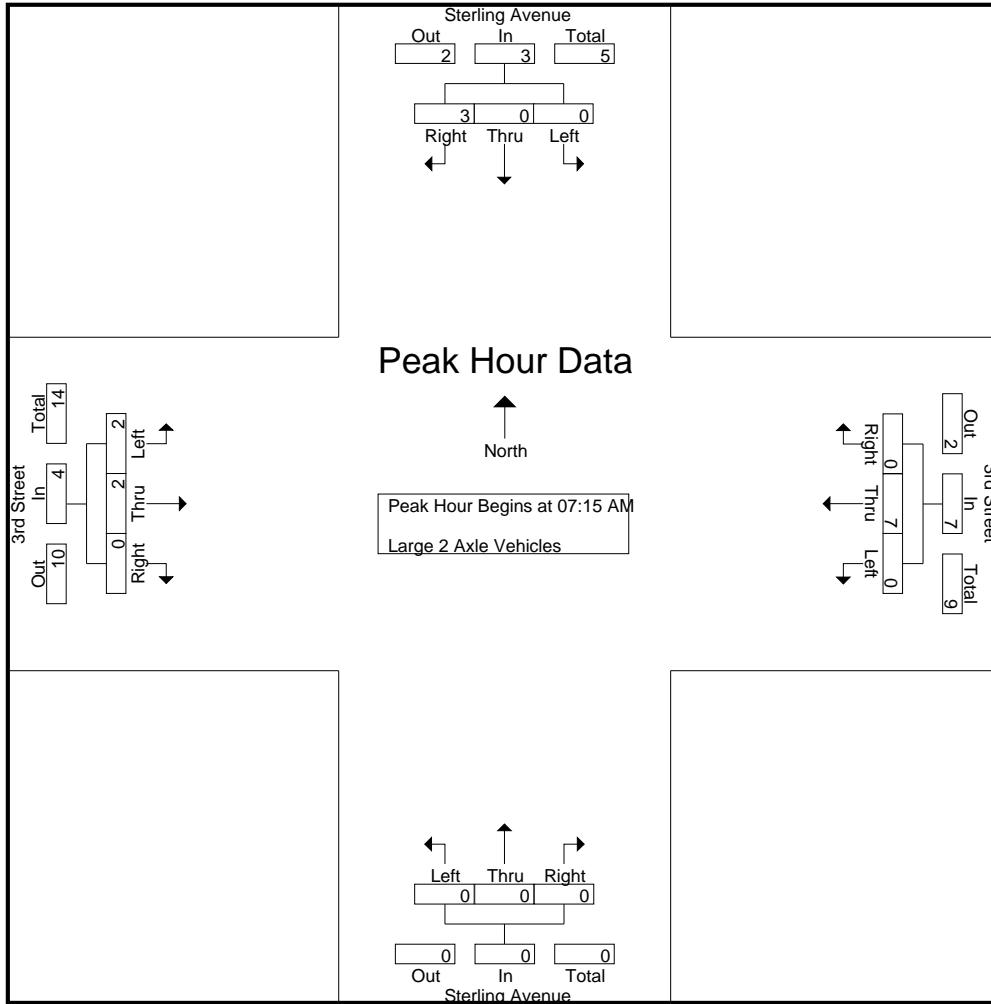 Sterling Avenue
Out In Total
2 3 5
3 0 0
Right Thru Left
Peak Hour Data
North
Peak Hour Begins at 07:15 AM
Large 2 Axle Vehicles
3rd Street
Total In Out
14 4 10
2 2 0
Left Thru Right
Right Thru Left
0 7 0
Out In Total
2 7 9
3rd Street
Left Thru Right
0 0 0
0 0 0
Out In Total
Sterling Avenue